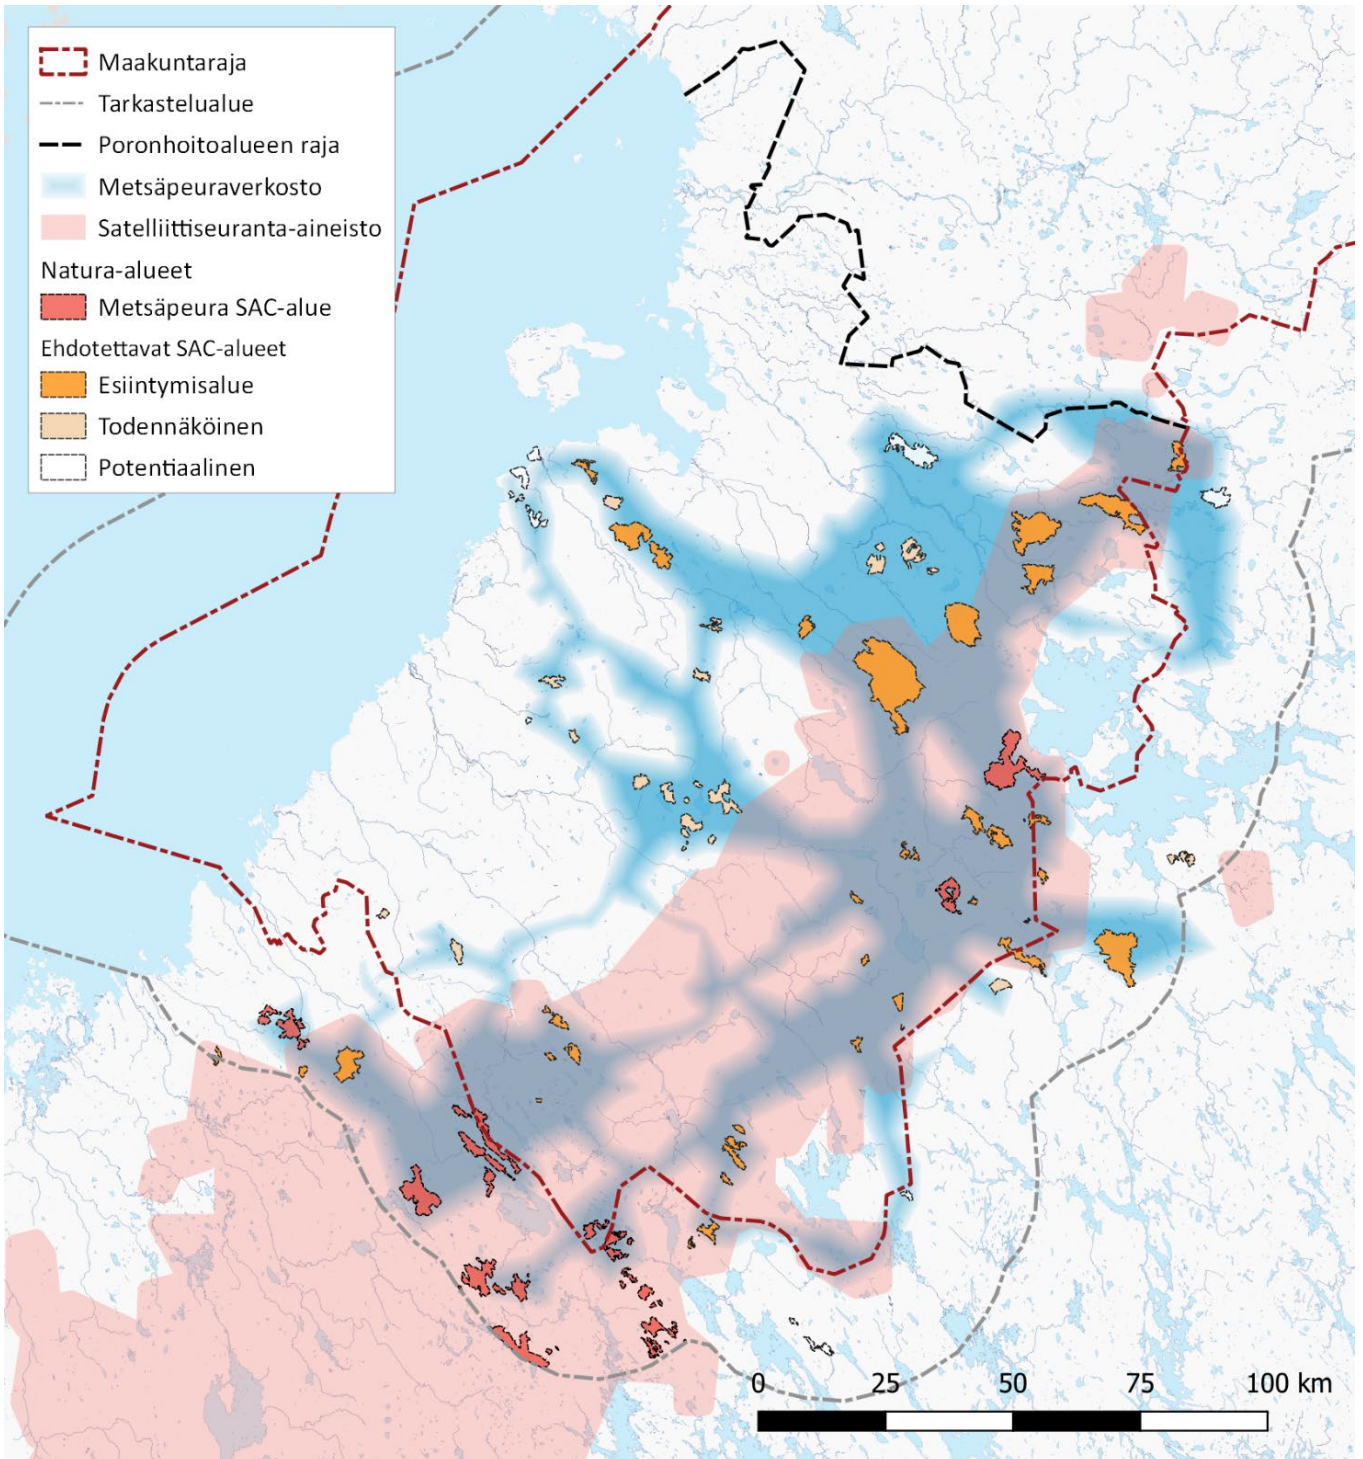 Maakuntaraja
Tarkastelualue
Poronhoitoalueen raja
Metsäpeuraverkosto
Satelliittiseuranta-aineisto
Natura-alueet
Metsäpeura SAC-alue
Ehdotettavat SAC-alueet
Esiintymisalue
Todennäköinen
Potentiaalinen
0 25 50 75 100 km